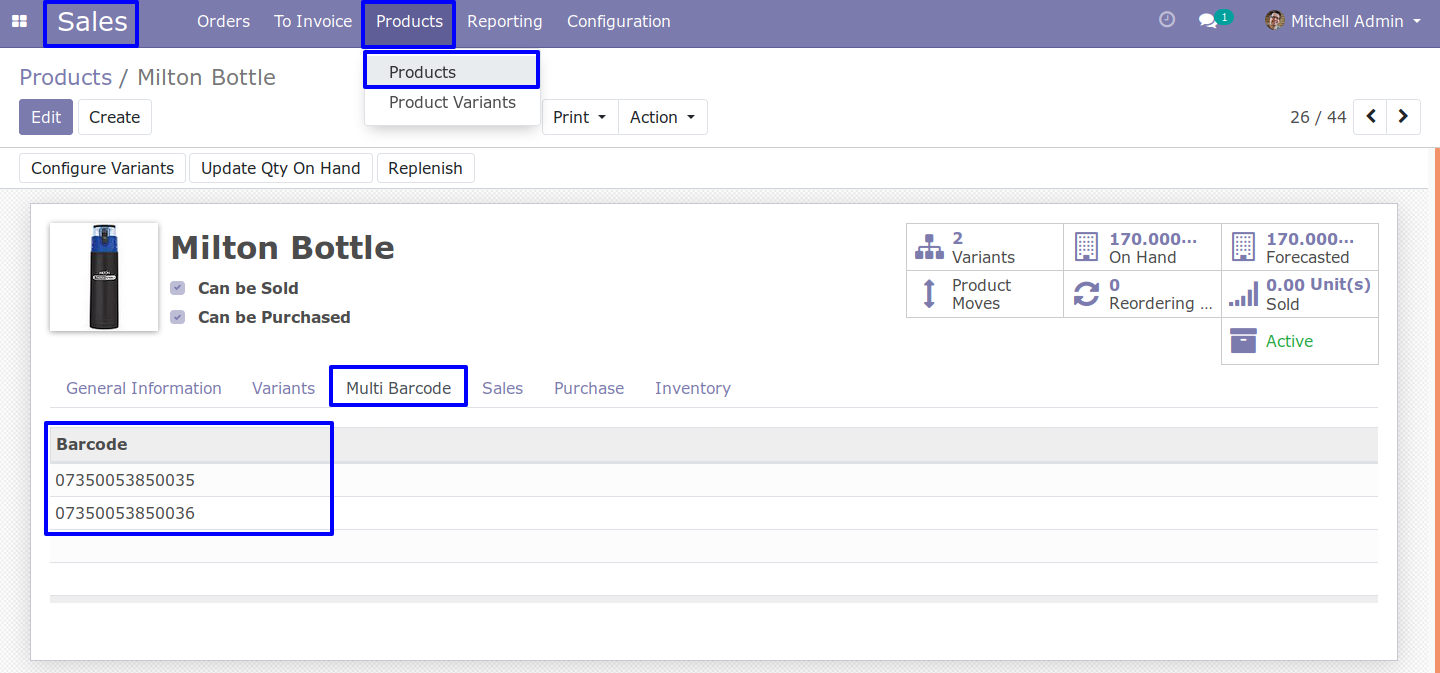 Sales Orders To Invoice Products Reporting Configuration 1 Mitchell Admin
Products
Product Variants
Products / Milton Bottle
Edit Create Print Action 26 / 44
Configure Variants Update Qty On Hand Replenish
Milton Bottle
Can be Sold
Can be Purchased
2
Variants
170.000...
On Hand
170.000...
Forecasted
Product
Moves
0
Reordering ...
0.00 Unit(s)
Sold
Active
General Information Variants Multi Barcode Sales Purchase Inventory
Barcode
07350053850035
07350053850036